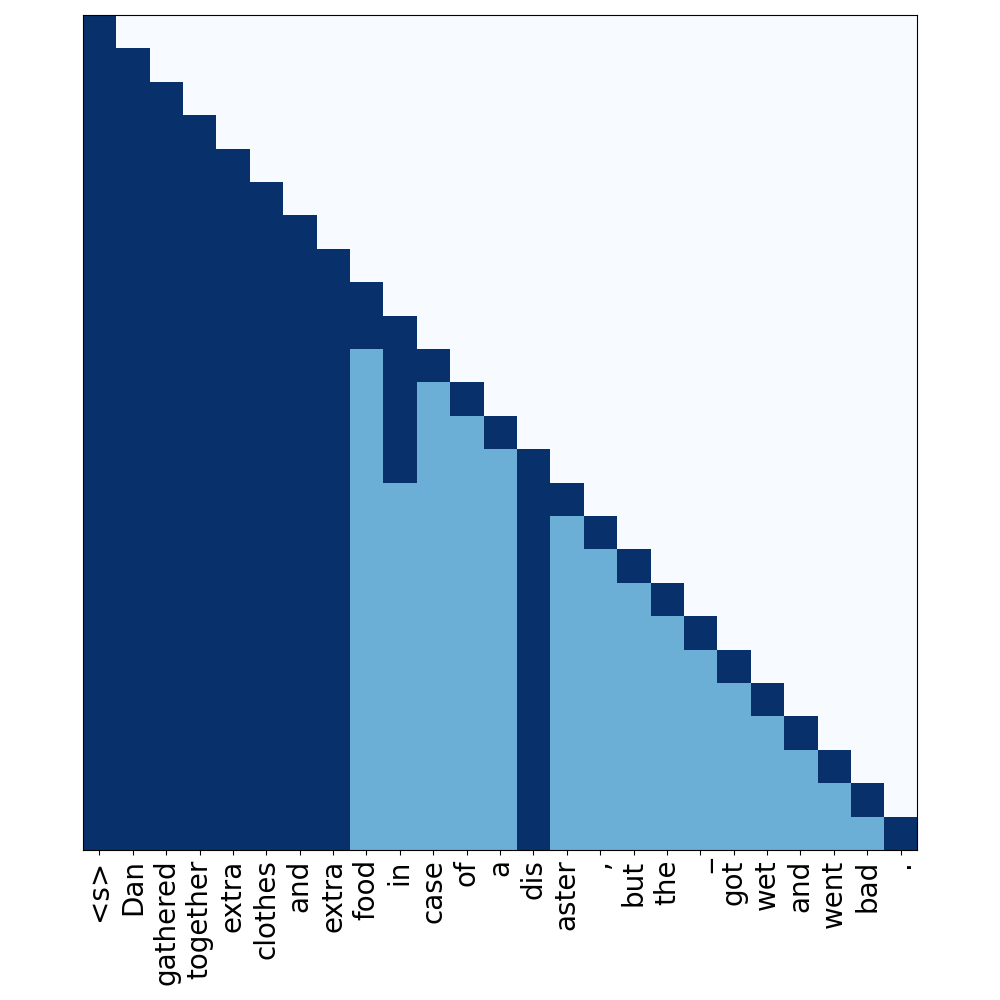 <s> Dan gathered together extra clothes and extra food in case of a dis aster , but the _ got wet and went bad .